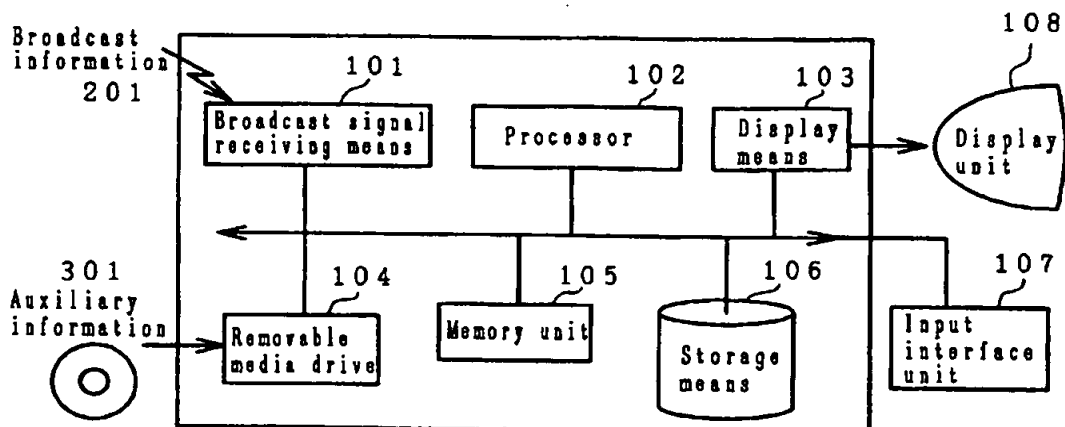 Broadcast
information
201
101
Broadcast signal
receiving means
102
Processor
103
Display
means
108
Display
unit
301
Auxiliary
information
104
Removable
media drive
105
Memory unit
106
Storage
means
107
Input
interface
unit